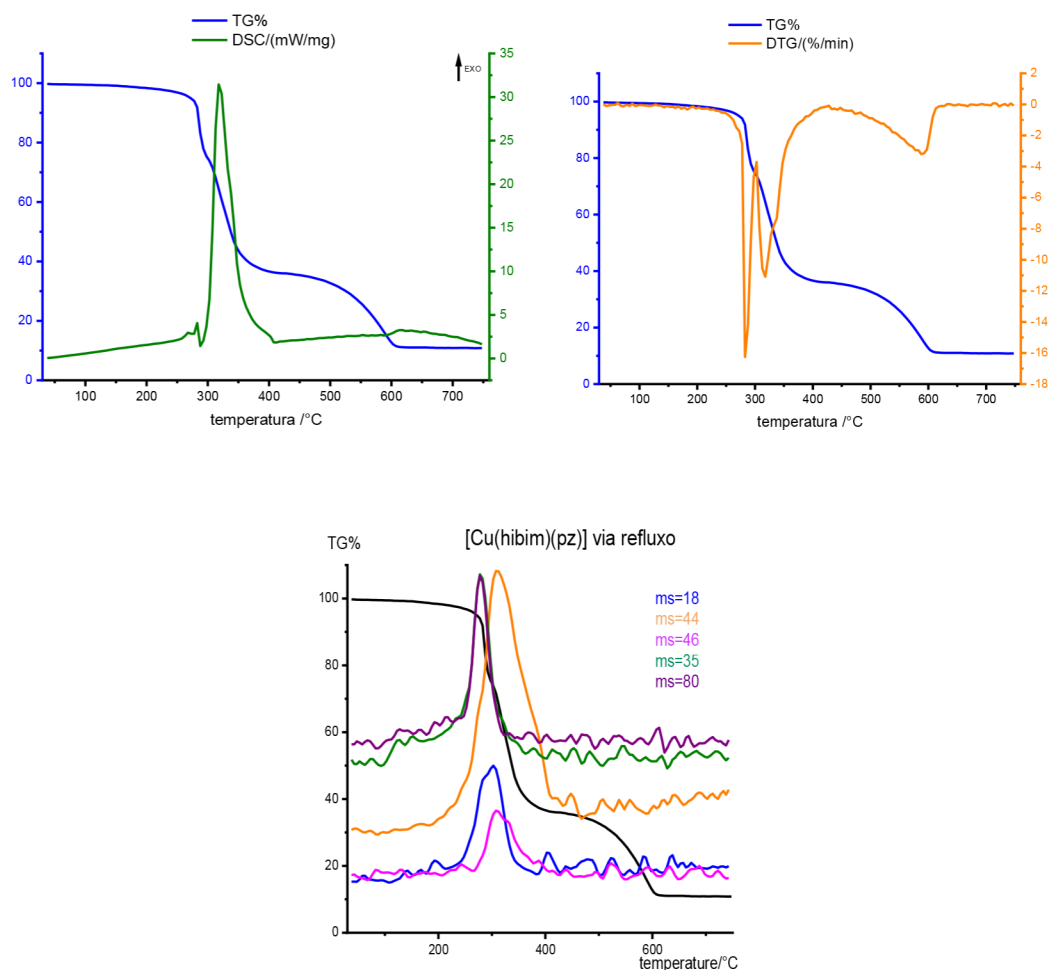 TG%
DSC/(mW/mg)
EXO
100
80
60
40
20
0
35
30
25
20
15
10
5
0
100 200 300 400 500 600 700
temperatura /°C
TG%
DTG/(%/min)
100
80
60
40
20
0
2
0
-2
-4
-6
-8
-10
-12
-14
-16
-18
100 200 300 400 500 600 700
temperatura /°C
TG%
[Cu(hibim)(pz)] via refluxo
ms=18
ms=44
ms=46
ms=35
ms=80
100
80
60
40
20
0
200 400 600
temperature/°C